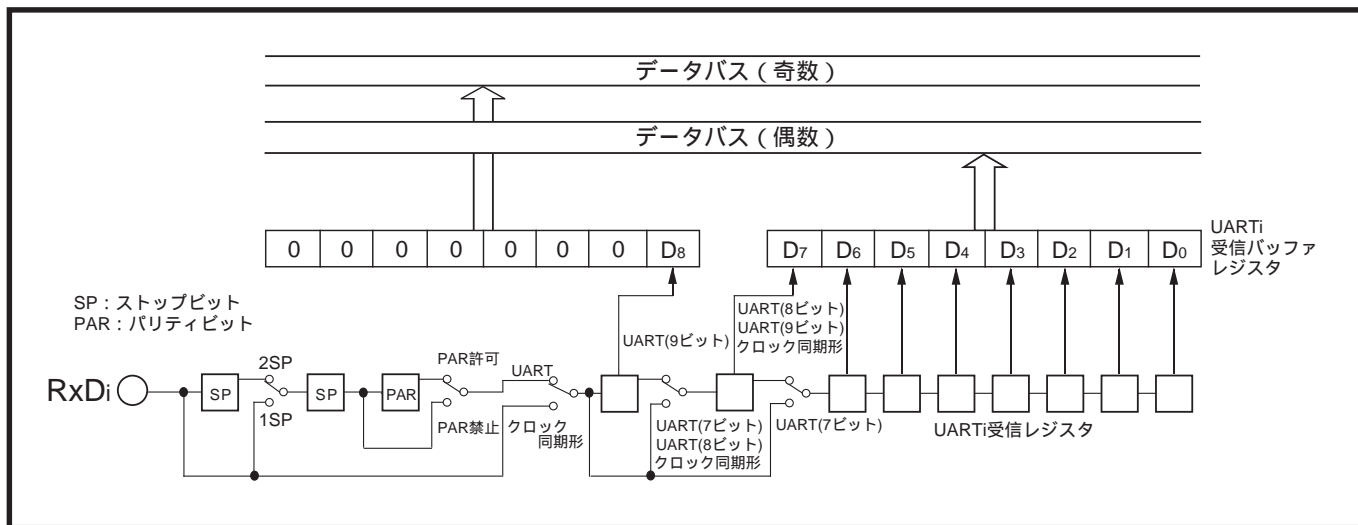 データバス（奇数）
データバス（偶数）
0 0 0 0 0 0 0 D8
D7 D6 D5 D4 D3 D2 D1 D0
UARTi
受信バッファ
レジスタ
SP：ストップビット
PAR：パリティビット
UART(9ビット)
UART(8ビット)
UART(9ビット)
クロック同期形
RxDi
SP
2SP
1SP
SP
PAR
PAR許可
PAR禁止
UART
クロック
同期形
UART(7ビット)
UART(8ビット)
クロック同期形
UART(7ビット)
UARTi受信レジスタ